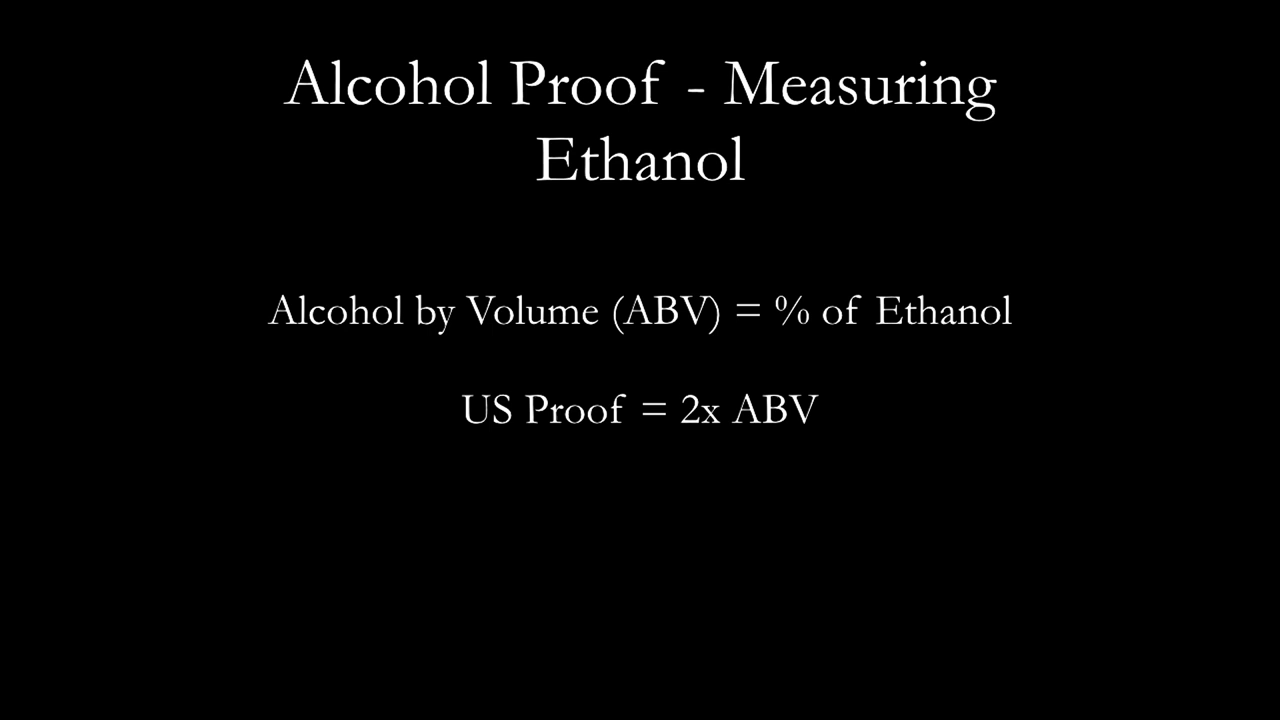 Alcohol Proof - Measuring
Ethanol
Alcohol by Volume (ABV) = % of Ethanol
US Proof = 2x ABV